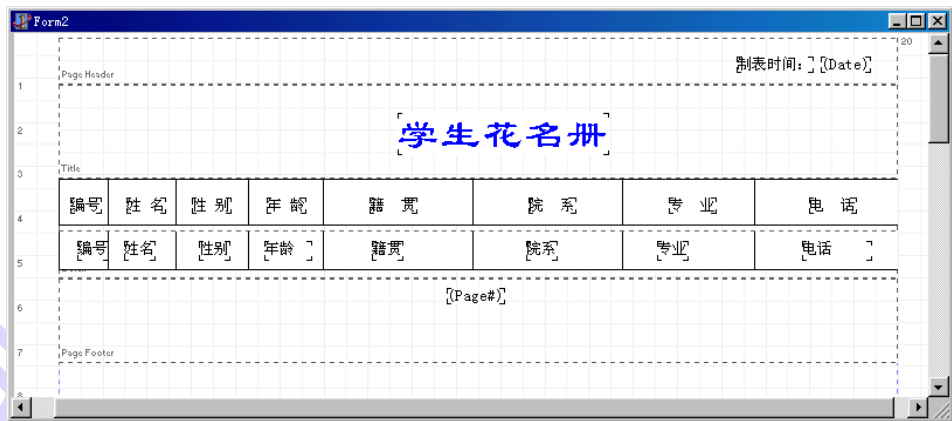 Form2
20
制表时间： (Date)
Page Header
1
学生花名册
2
Title
3
编号 姓 名 性 别 年 龄 籍 贯 院 系 专 业 电 话
4
编号 姓名 性别 年龄 籍贯 院系 专业 电话
5
(Page#)
6
Page Footer
7
8